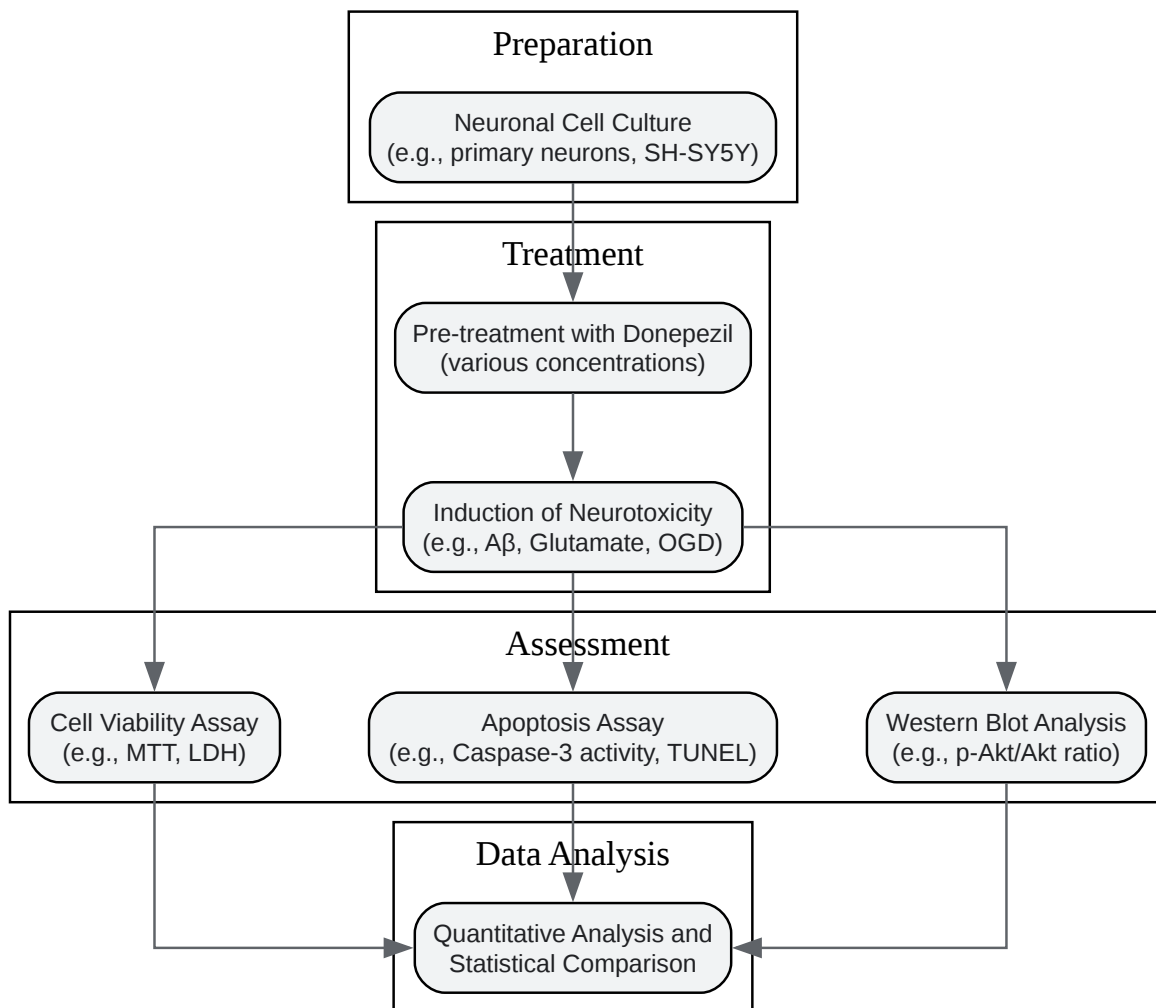 Preparation
Neuronal Cell Culture
(e.g., primary neurons, SH-SY5Y)
Treatment
Pre-treatment with Donepezil
(various concentrations)
Induction of Neurotoxicity
(e.g., Aβ, Glutamate, OGD)
Assessment
Cell Viability Assay
(e.g., MTT, LDH)
Apoptosis Assay
(e.g., Caspase-3 activity, TUNEL)
Western Blot Analysis
(e.g., p-Akt/Akt ratio)
Data Analysis
Quantitative Analysis and
Statistical Comparison